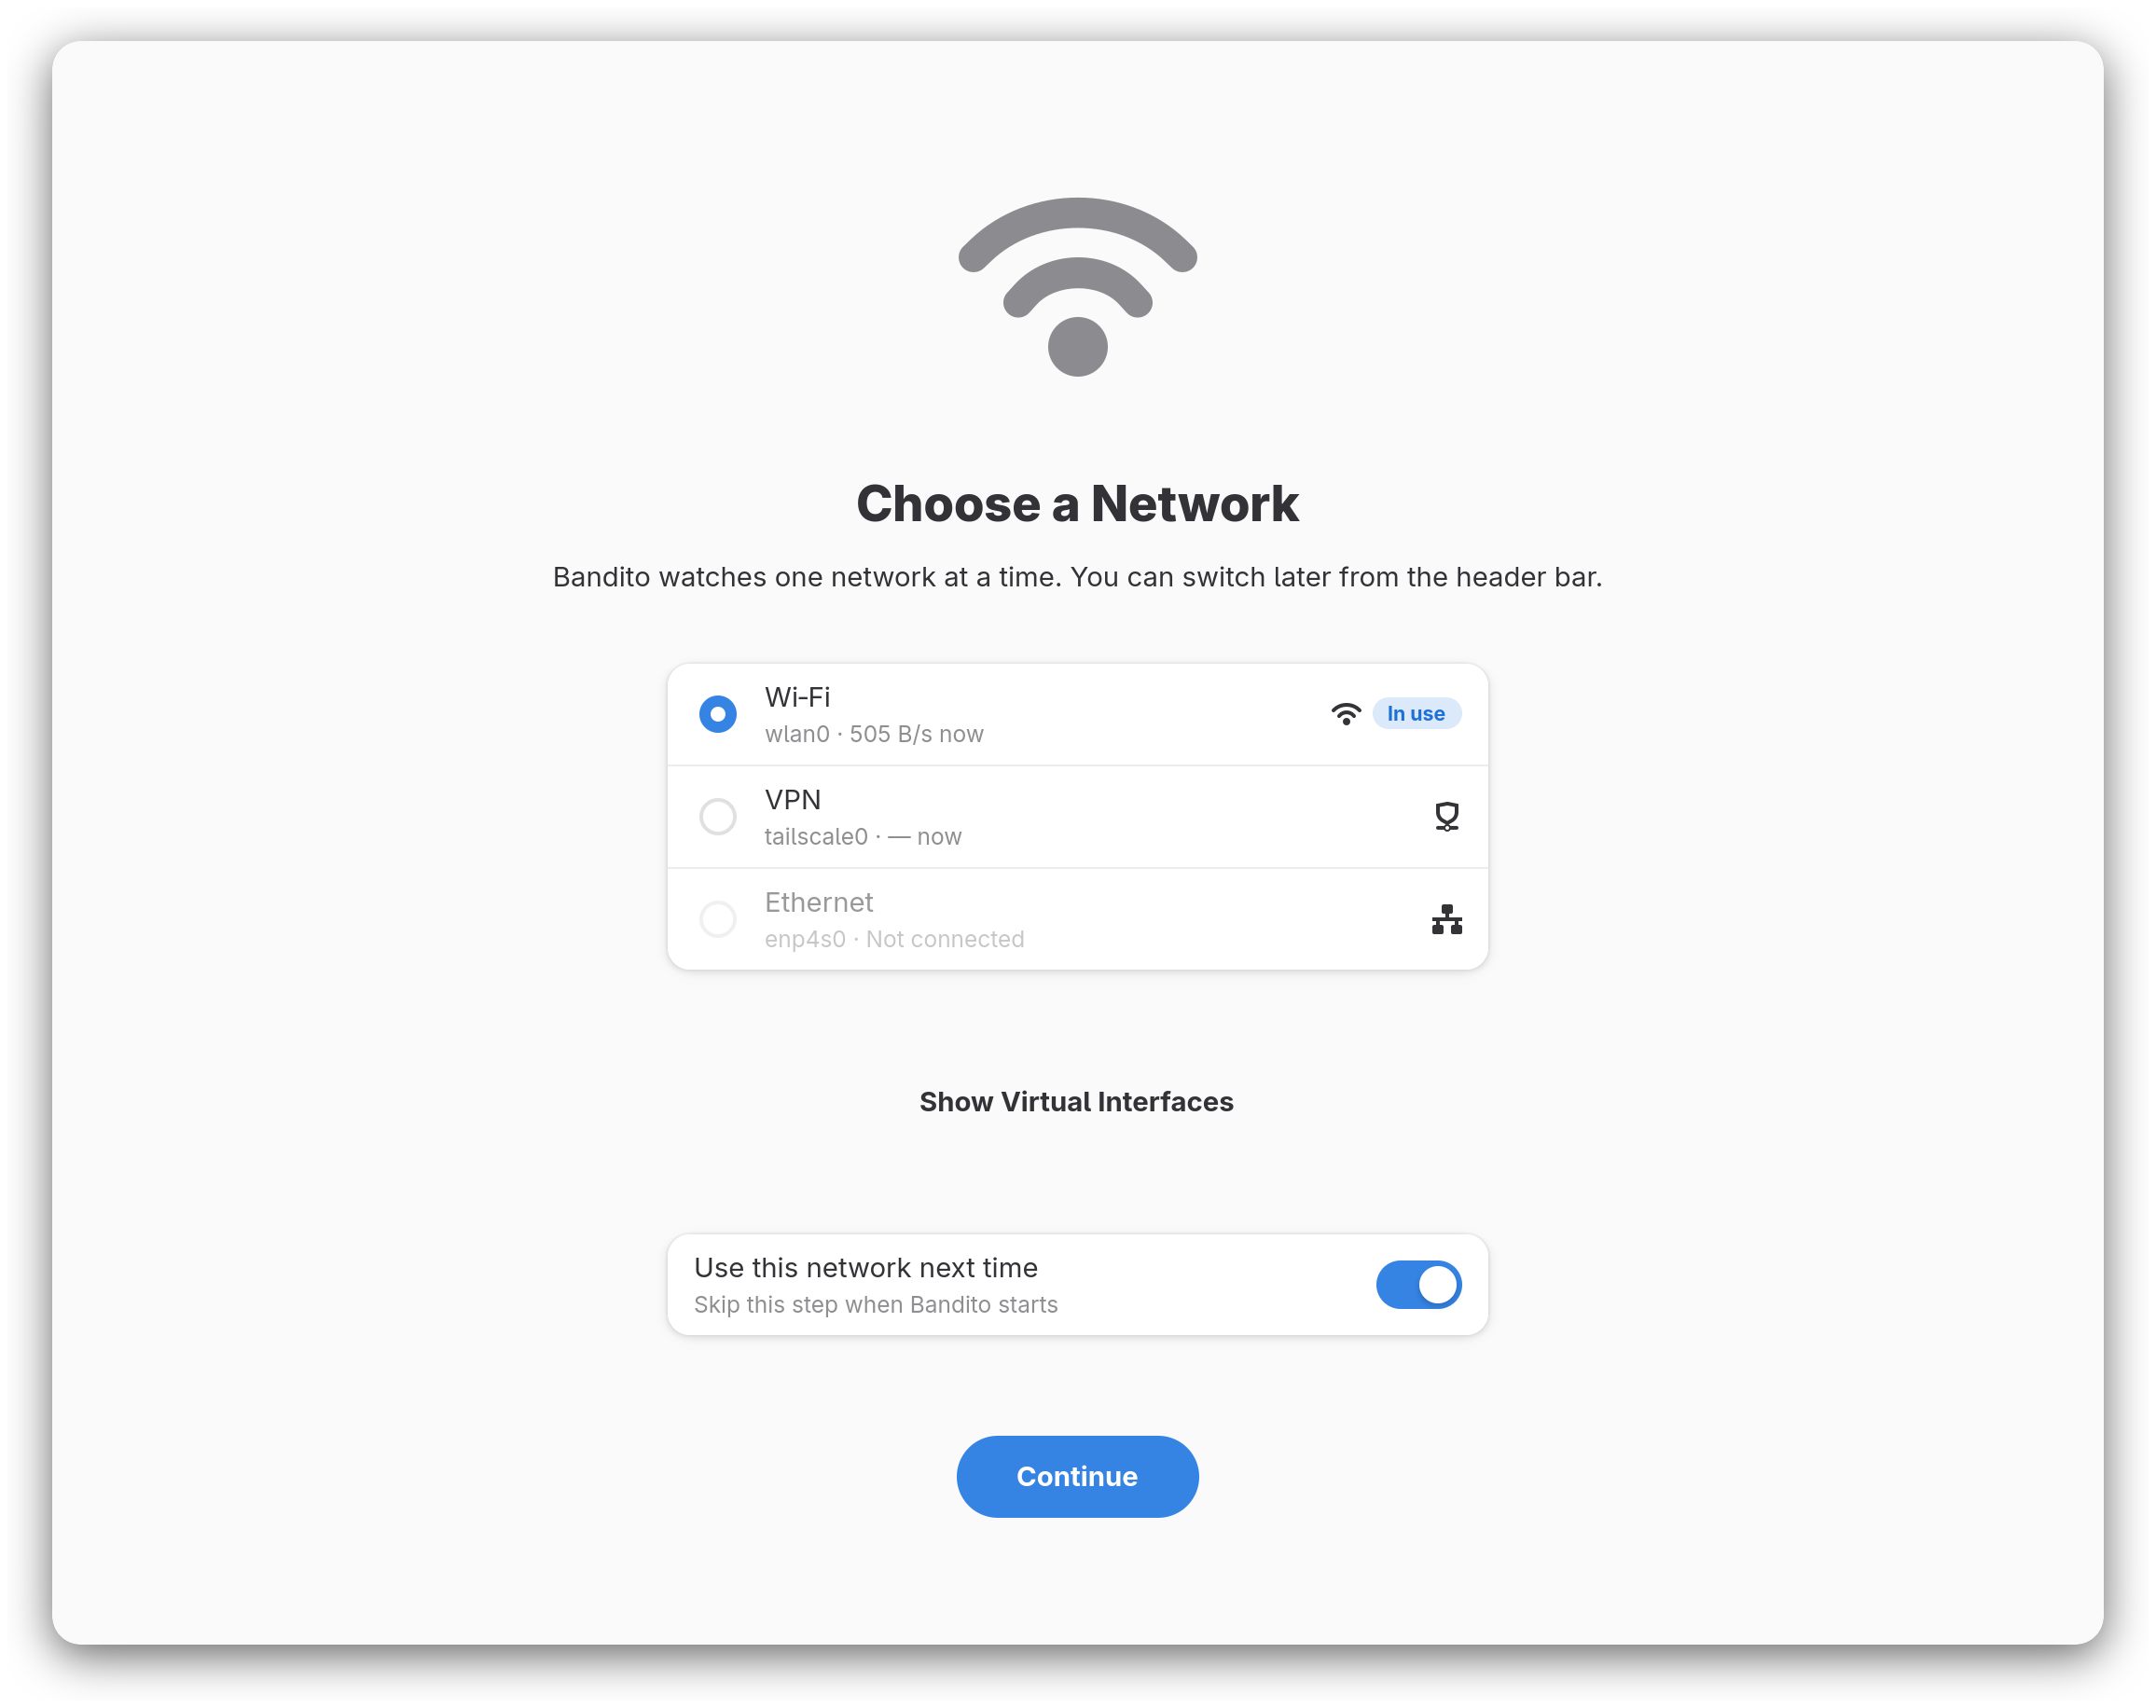 Choose a Network
Bandito watches one network at a time. You can switch later from the header bar.
Wi-Fi
wlan0 · 505 B/s now
In use
VPN
tailscale0 · — now
Ethernet
enp4s0 · Not connected
Show Virtual Interfaces
Use this network next time
Skip this step when Bandito starts
Continue